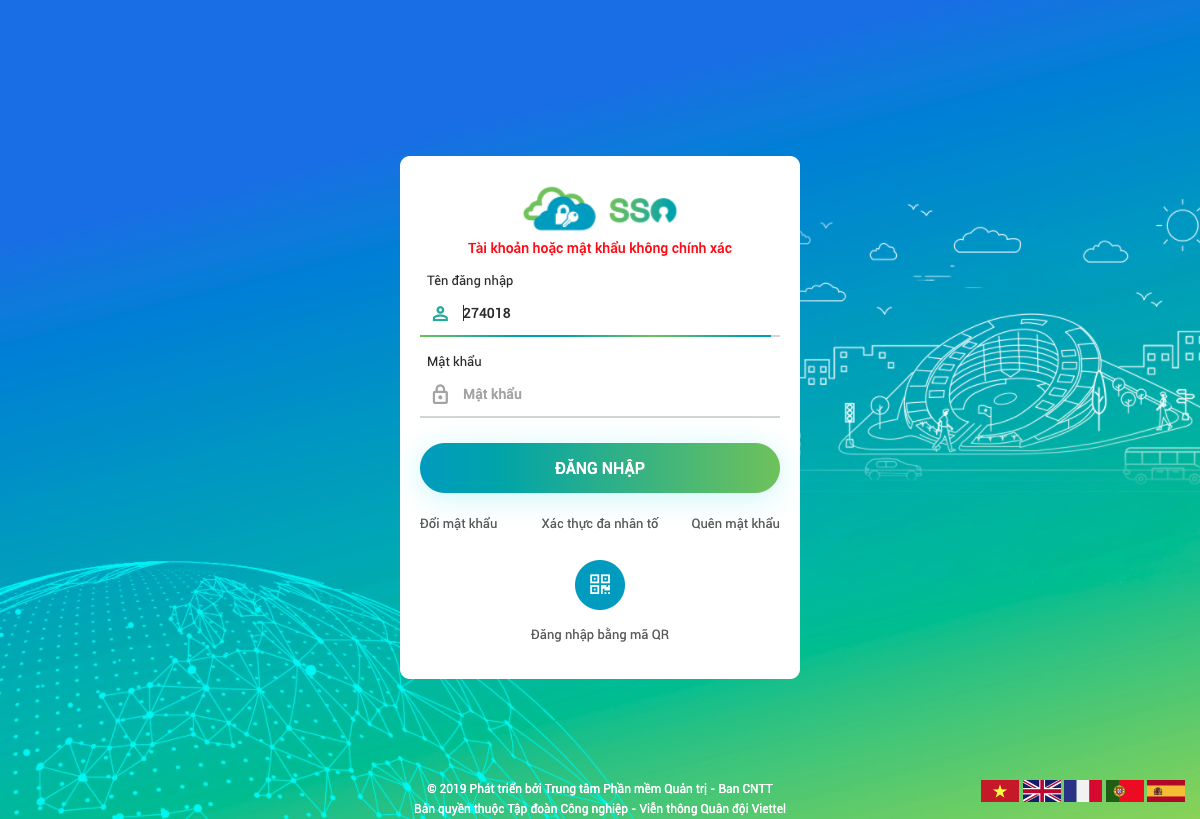 SSO
Tài khoản hoặc mật khẩu không chính xác
Tên đăng nhập
274018
Mật khẩu
Mật khẩu
ĐĂNG NHẬP
Đổi mật khẩu Xác thực đa nhân tố Quên mật khẩu
Đăng nhập bằng mã QR
© 2019 Phát triển bởi Trung tâm Phần mềm Quản trị - Ban CNTT
Bản quyền thuộc Tập đoàn Công nghiệp - Viễn thông Quân đội Viettel